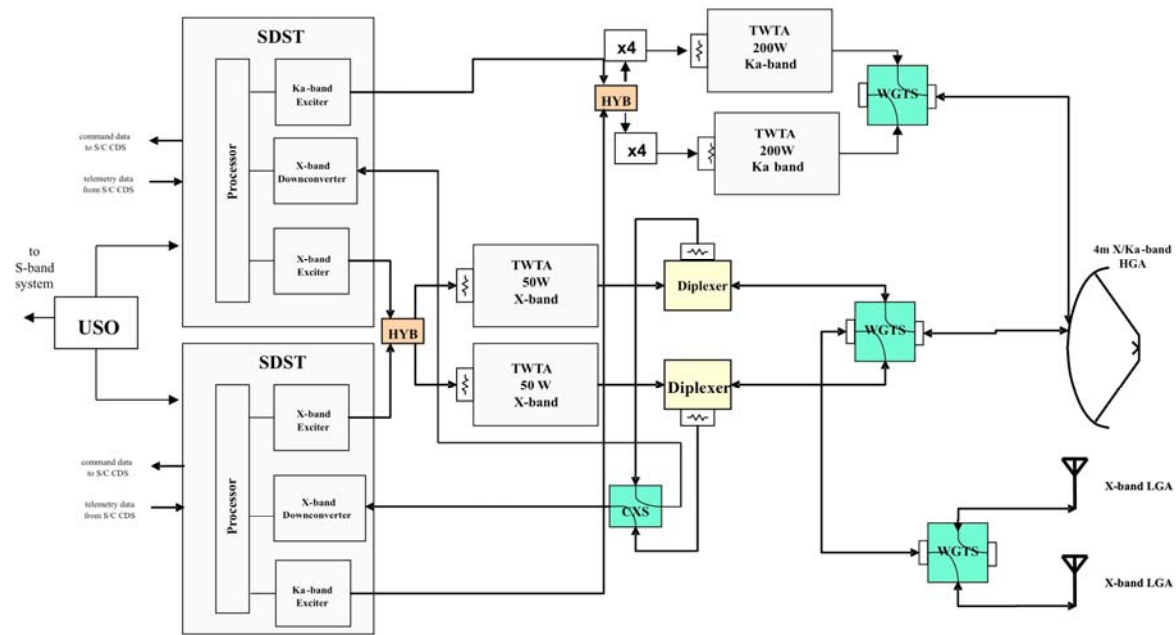 SDST
Processor
Ka-band
Exciter
X-band
Downconverter
X-band
Exciter
command data
to S/C CDS
telemetry data
from S/C CDS
to
S-band
system
USO
SDST
Processor
X-band
Exciter
X-band
Downconverter
Ka-band
Exciter
command data
to S/C CDS
telemetry data
from S/C CDS
HYB
x4
HYB
x4
TWTA
200W
Ka-band
TWTA
200W
Ka band
WGTS
TWTA
50W
X-band
TWTA
50 W
X-band
Diplexer
Diplexer
WGTS
CXS
4m X/Ka-band
HGA
WGTS
X-band LGA
X-band LGA